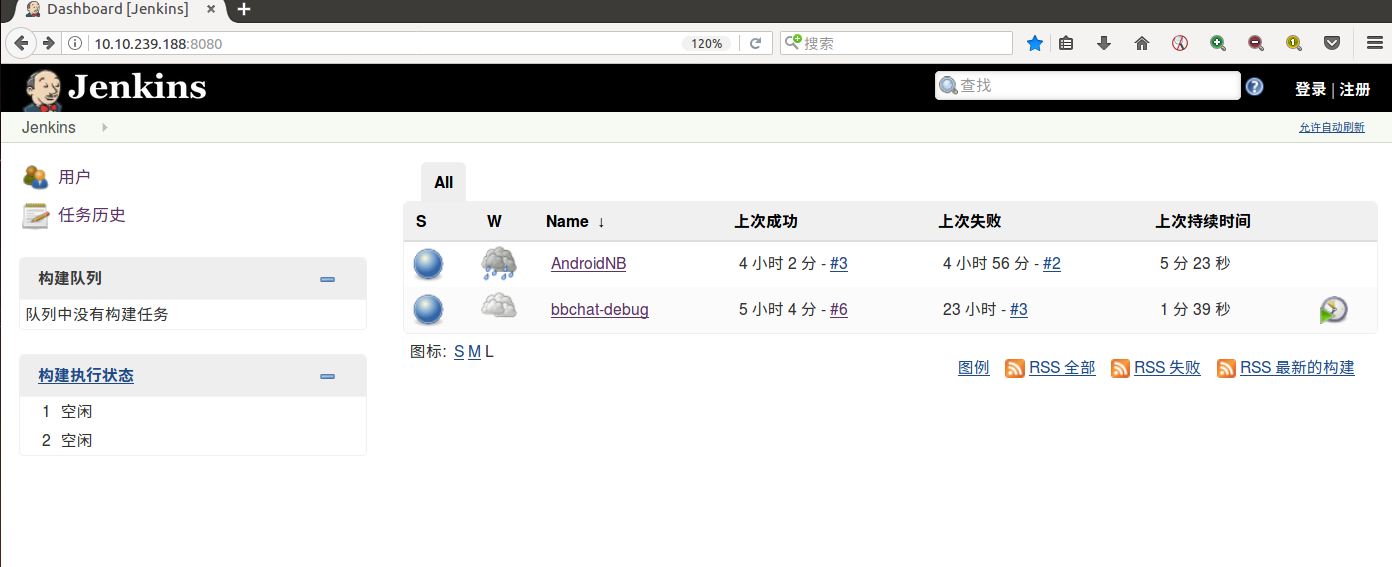 Dashboard [Jenkins]
10.10.239.188:8080 120% 搜索
Jenkins 查找 登录 | 注册
Jenkins 允许自动刷新
用户
任务历史
构建队列
队列中没有构建任务
构建执行状态
1 空闲
2 空闲
All
S W Name ↓ 上次成功 上次失败 上次持续时间
AndroidNB 4 小时 2 分 - #3 4 小时 56 分 - #2 5 分 23 秒
bbchat-debug 5 小时 4 分 - #6 23 小时 - #3 1 分 39 秒
图标: S M L
图例 RSS 全部 RSS 失败 RSS 最新的构建